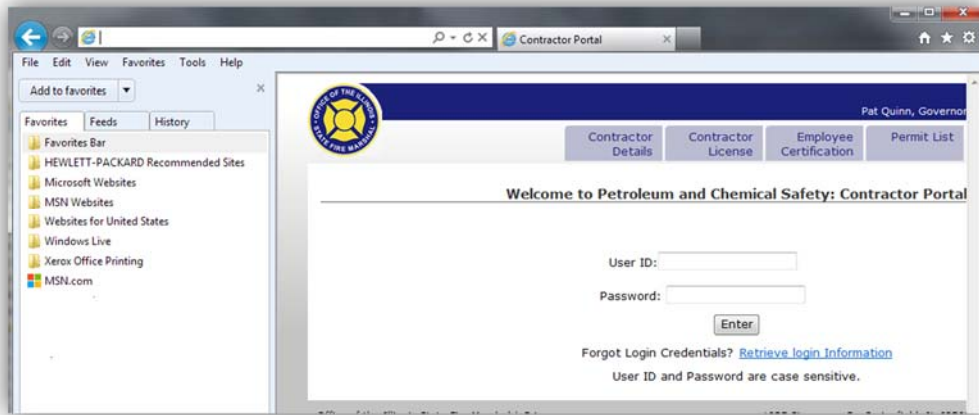 Contractor Portal
File Edit View Favorites Tools Help
Add to favorites
Favorites Feeds History
Favorites Bar
HEWLETT-PACKARD Recommended Sites
Microsoft Websites
MSN Websites
Websites for United States
Windows Live
Xerox Office Printing
MSN.com
OFFICE OF THE ILLINOIS
STATE FIRE MARSHAL
Pat Quinn, Governor
Contractor Details
Contractor License
Employee Certification
Permit List
Welcome to Petroleum and Chemical Safety: Contractor Portal
User ID:
Password:
Enter
Forgot Login Credentials? Retrieve login Information
User ID and Password are case sensitive.